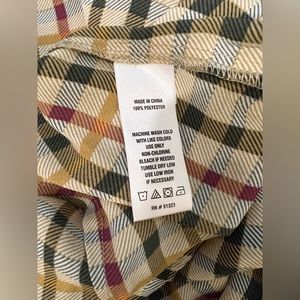 MADE IN CHINA
100% POLYESTER
MACHINE WASH COLD
WITH LIKE COLORS
USE ONLY
NON-CHLORINE
BLEACH IF NEEDED
TUMBLE DRY LOW
USE LOW IRON
IF NECESSARY
RN # 51323